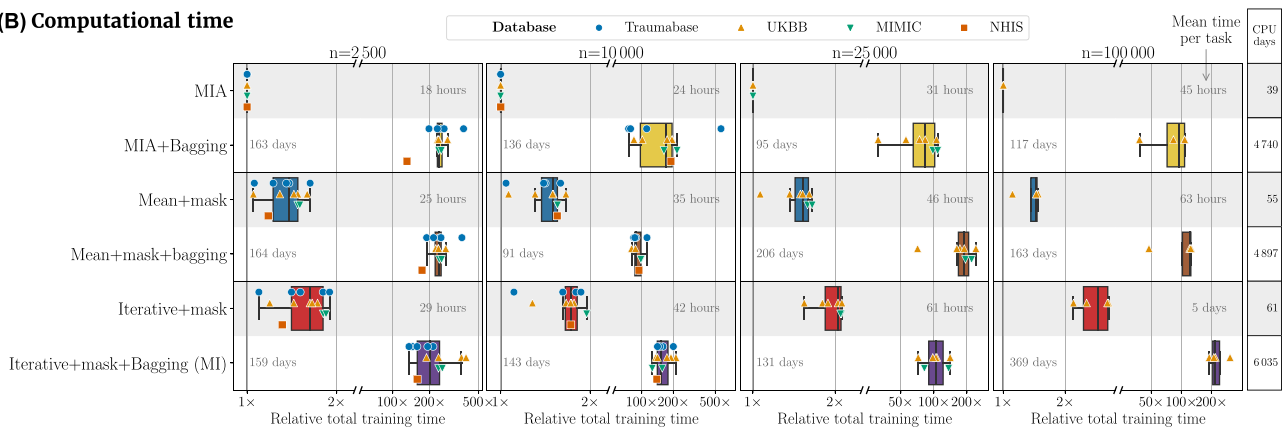 (B) Computational time
Database Traumabase UKBB MIMIC NHIS
Mean time
per task
CPU
days
n=2 500 n=10 000 n=25 000 n=100 000
MIA 18 hours 24 hours 31 hours 45 hours 39
MIA+Bagging 163 days 136 days 95 days 117 days 4 740
Mean+mask 25 hours 35 hours 46 hours 63 hours 55
Mean+mask+bagging 164 days 91 days 206 days 163 days 4 897
Iterative+mask 29 hours 42 hours 61 hours 5 days 61
Iterative+mask+Bagging (MI) 159 days 143 days 131 days 369 days 6 035
1× 2× 100× 200× 500× 1× 2× 100× 200× 500× 1× 2× 50× 100× 200× 1× 2× 50× 100× 200×
Relative total training time Relative total training time Relative total training time Relative total training time